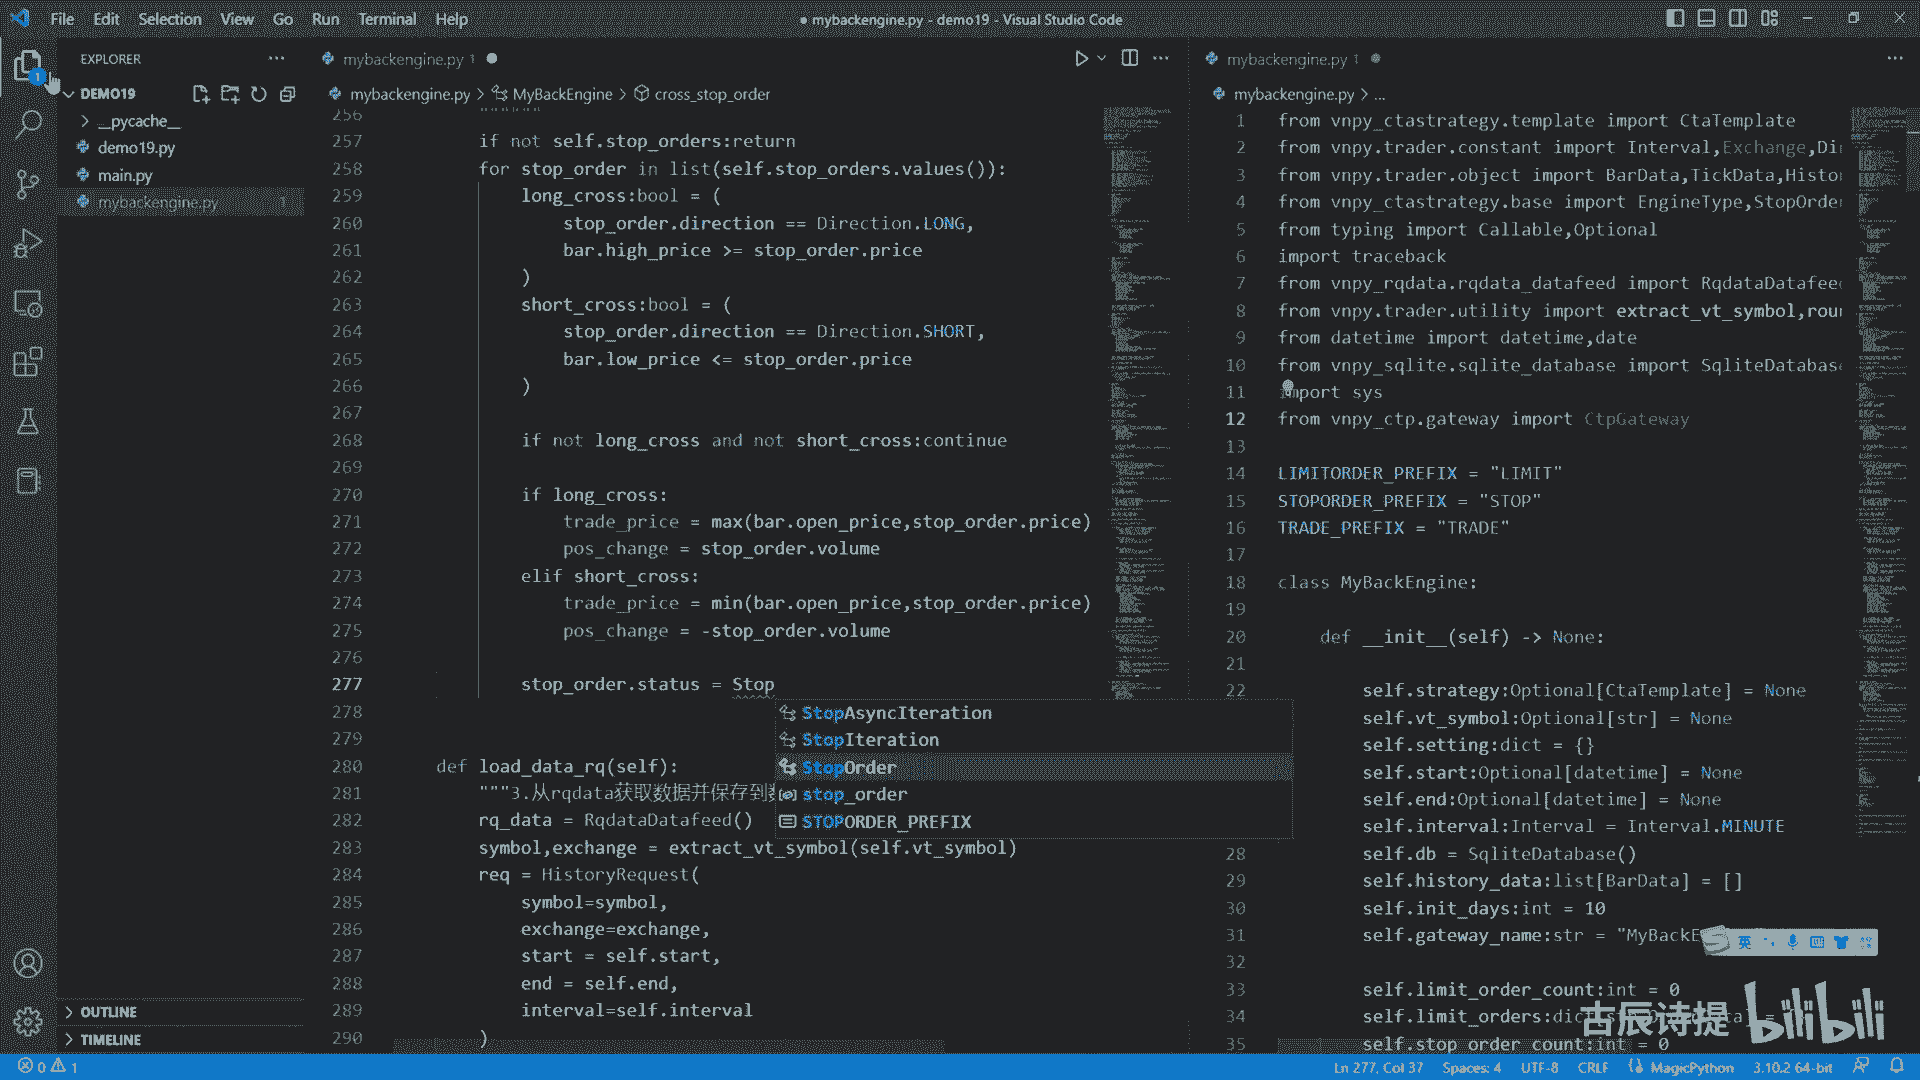 File Edit Selection View Go Run Terminal Help
● mybackengine.py - demo19 - Visual Studio Code
EXPLORER
DEMO19
__pycache__
demo19.py
main.py
mybackengine.py 1
OUTLINE
TIMELINE
mybackengine.py 1
mybackengine.py > MyBackEngine > cross_stop_order
256
257 if not self.stop_orders:return
258 for stop_order in list(self.stop_orders.values()):
259 long_cross:bool = (
260 stop_order.direction == Direction.LONG,
261 bar.high_price >= stop_order.price
262 )
263 short_cross:bool = (
264 stop_order.direction == Direction.SHORT,
265 bar.low_price <= stop_order.price
266 )
267
268 if not long_cross and not short_cross:continue
269
270 if long_cross:
271 trade_price = max(bar.open_price,stop_order.price)
272 pos_change = stop_order.volume
273 elif short_cross:
274 trade_price = min(bar.open_price,stop_order.price)
275 pos_change = -stop_order.volume
276
277 stop_order.status = Stop
278
279
280 def load_data_rq(self):
281 """3.从rqdata获取数据并保存到
282 rq_data = RqdataDatafeed()
283 symbol,exchange = extract_vt_symbol(self.vt_symbol)
284 req = HistoryRequest(
285 symbol=symbol,
286 exchange=exchange,
287 start = self.start,
288 end = self.end,
289 interval=self.interval
290 )
StopAsyncIteration
StopIteration
StopOrder
stop_order
STOPORDER_PREFIX
mybackengine.py 1
mybackengine.py > ...
1 from vnpy_ctastrategy.template import CtaTemplate
2 from vnpy.trader.constant import Interval,Exchange,Di
3 from vnpy.trader.object import BarData,TickData,Histo
4 from vnpy_ctastrategy.base import EngineType,StopOrde
5 from typing import Callable,Optional
6 import traceback
7 from vnpy_rqdata.rqdata_datafeed import RqdataDatafee
8 from vnpy.trader.utility import extract_vt_symbol,rou
9 from datetime import datetime,date
10 from vnpy_sqlite.sqlite_database import SqliteDatabas
11 import sys
12 from vnpy_ctp.gateway import CtpGateway
13
14 LIMITORDER_PREFIX = "LIMIT"
15 STOPORDER_PREFIX = "STOP"
16 TRADE_PREFIX = "TRADE"
17
18 class MyBackEngine:
19
20 def __init__(self) -> None:
21
22 self.strategy:Optional[CtaTemplate] = None
self.vt_symbol:Optional[str] = None
self.setting:dict = {}
self.start:Optional[datetime] = None
self.end:Optional[datetime] = None
self.interval:Interval = Interval.MINUTE
28 self.db = SqliteDatabase()
29 self.history_data:list[BarData] = []
30 self.init_days:int = 10
31 self.gateway_name:str = "MyBackE
32
33 self.limit_order_count:int = 0
34 self.limit_orders:dic
35 self.stop_order_count:int = 0
英
古辰诗提 bilibili
0 1
Ln 277, Col 37 Spaces: 4 UTF-8 CRLF MagicPython 3.10.2 64-bit